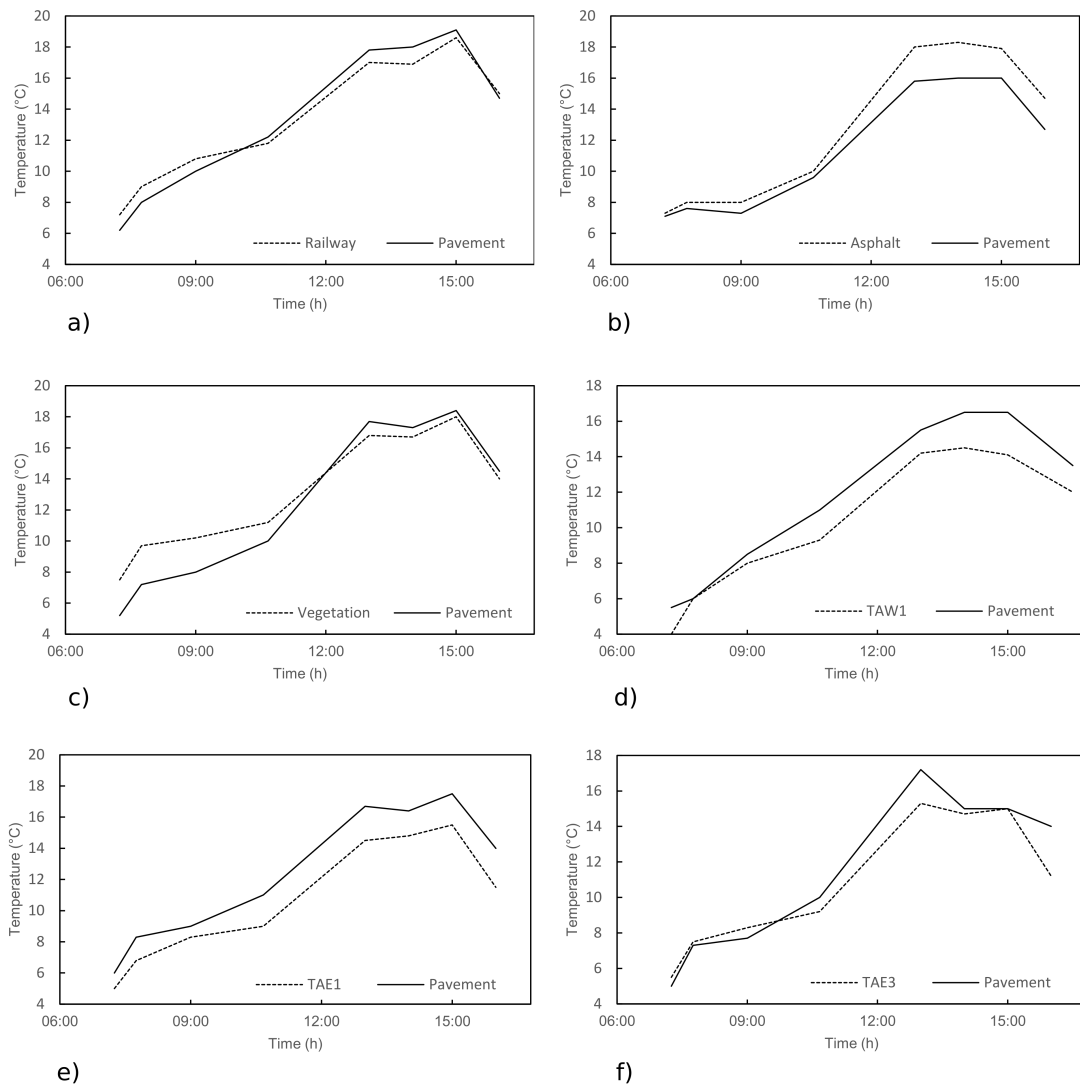 20
18
16
14
12
10
8
6
4
Temperature (°C)
Railway Pavement
06:00 09:00 12:00 15:00
Time (h)
a)
20
18
16
14
12
10
8
6
4
Temperature (°C)
Asphalt Pavement
06:00 09:00 12:00 15:00
Time (h)
b)
20
18
16
14
12
10
8
6
4
Temperature (°C)
Vegetation Pavement
06:00 09:00 12:00 15:00
Time (h)
c)
18
16
14
12
10
8
6
4
Temperature (°C)
TAW1 Pavement
06:00 09:00 12:00 15:00
Time (h)
d)
20
18
16
14
12
10
8
6
4
Temperature (°C)
TAE1 Pavement
06:00 09:00 12:00 15:00
Time (h)
e)
18
16
14
12
10
8
6
4
Temperature (°C)
TAE3 Pavement
06:00 09:00 12:00 15:00
Time (h)
f)